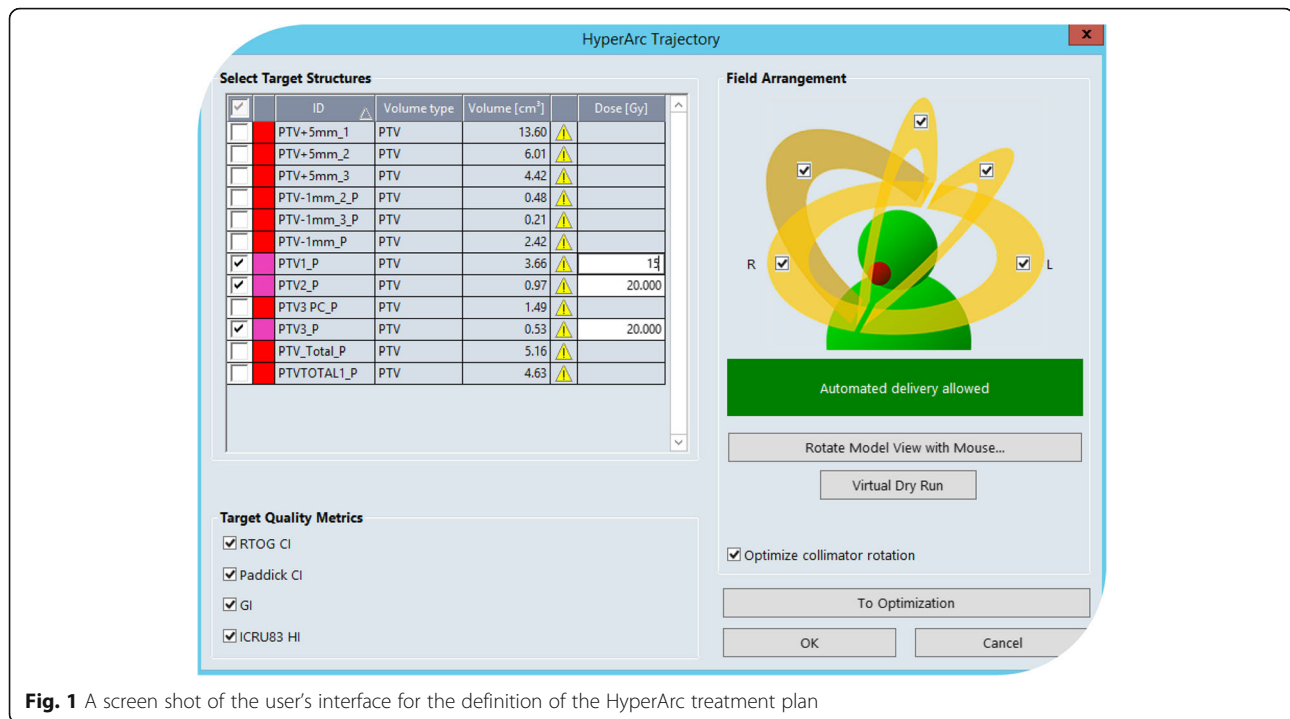 HyperArc Trajectory
x
Select Target Structures
ID Volume type Volume [cm³] Dose [Gy]
PTV+5mm_1 PTV 13.60
PTV+5mm_2 PTV 6.01
PTV+5mm_3 PTV 4.42
PTV-1mm_2_P PTV 0.48
PTV-1mm_3_P PTV 0.21
PTV-1mm_P PTV 2.42
PTV1_P PTV 3.66 15
PTV2_P PTV 0.97 20.000
PTV3 PC_P PTV 1.49
PTV3_P PTV 0.53 20.000
PTV_Total_P PTV 5.16
PTVTOTAL1_P PTV 4.63
Target Quality Metrics
RTOG CI
Paddick CI
GI
ICRU83 HI
Field Arrangement
R L
Automated delivery allowed
Rotate Model View with Mouse...
Virtual Dry Run
Optimize collimator rotation
To Optimization
OK Cancel
Fig. 1 A screen shot of the user's interface for the definition of the HyperArc treatment plan